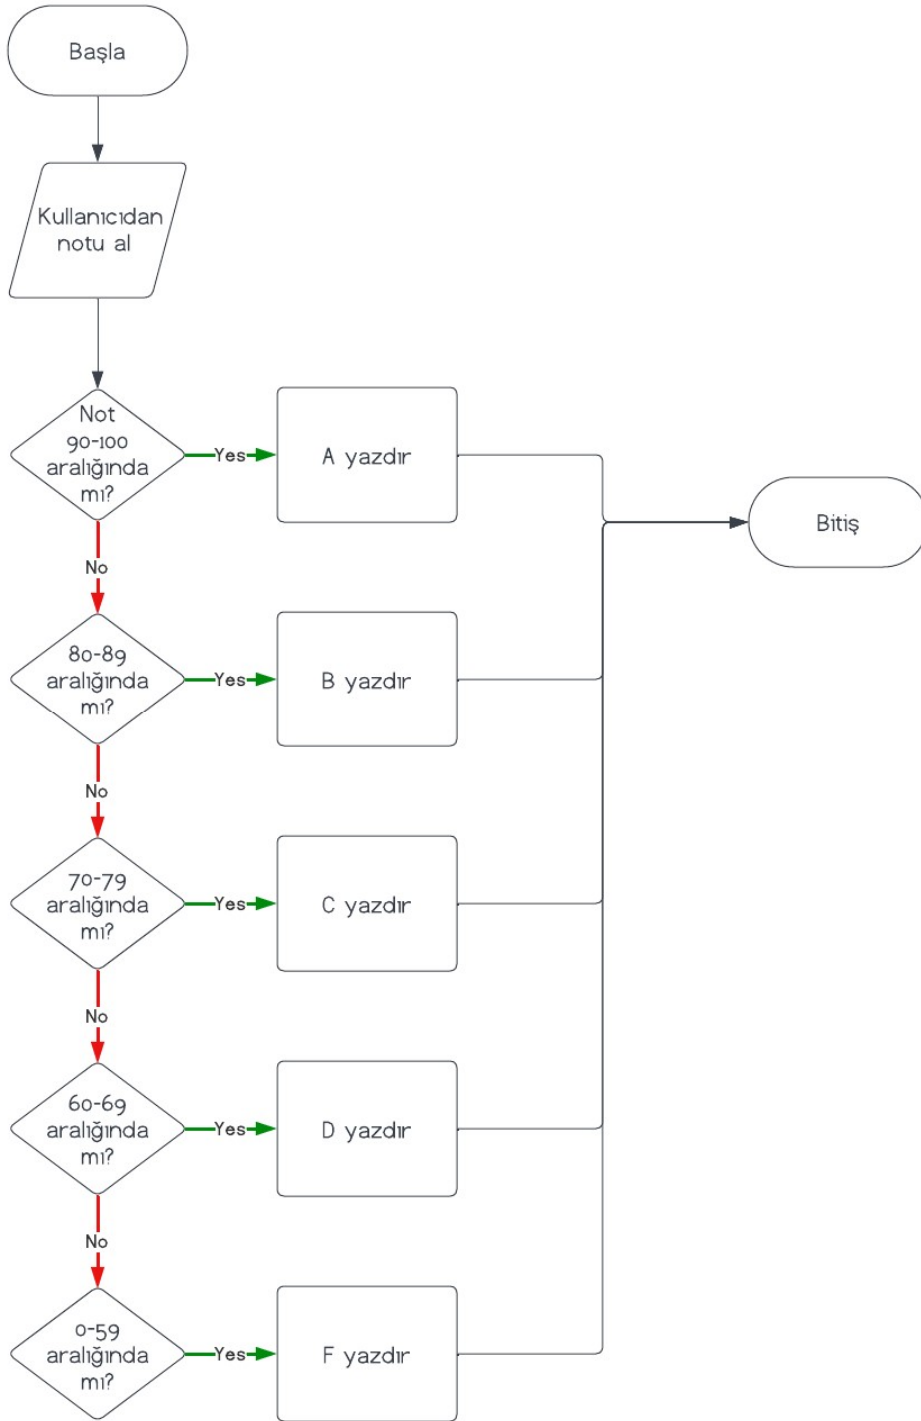 Başla
Kullanıcıdan
notu al
Not
90-100
aralığında
mı?
Yes
A yazdır
Bitiş
No
80-89
aralığında
mı?
Yes
B yazdır
No
70-79
aralığında
mı?
Yes
C yazdır
No
60-69
aralığında
mı?
Yes
D yazdır
No
0-59
aralığında
mı?
Yes
F yazdır